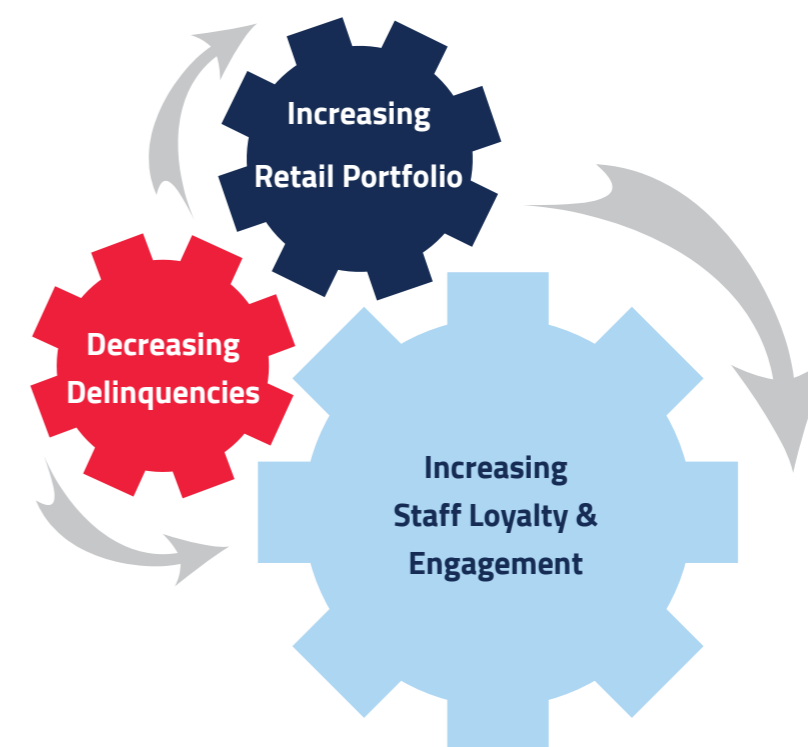 Increasing
Retail Portfolio
Decreasing
Delinquencies
Increasing
Staff Loyalty &
Engagement